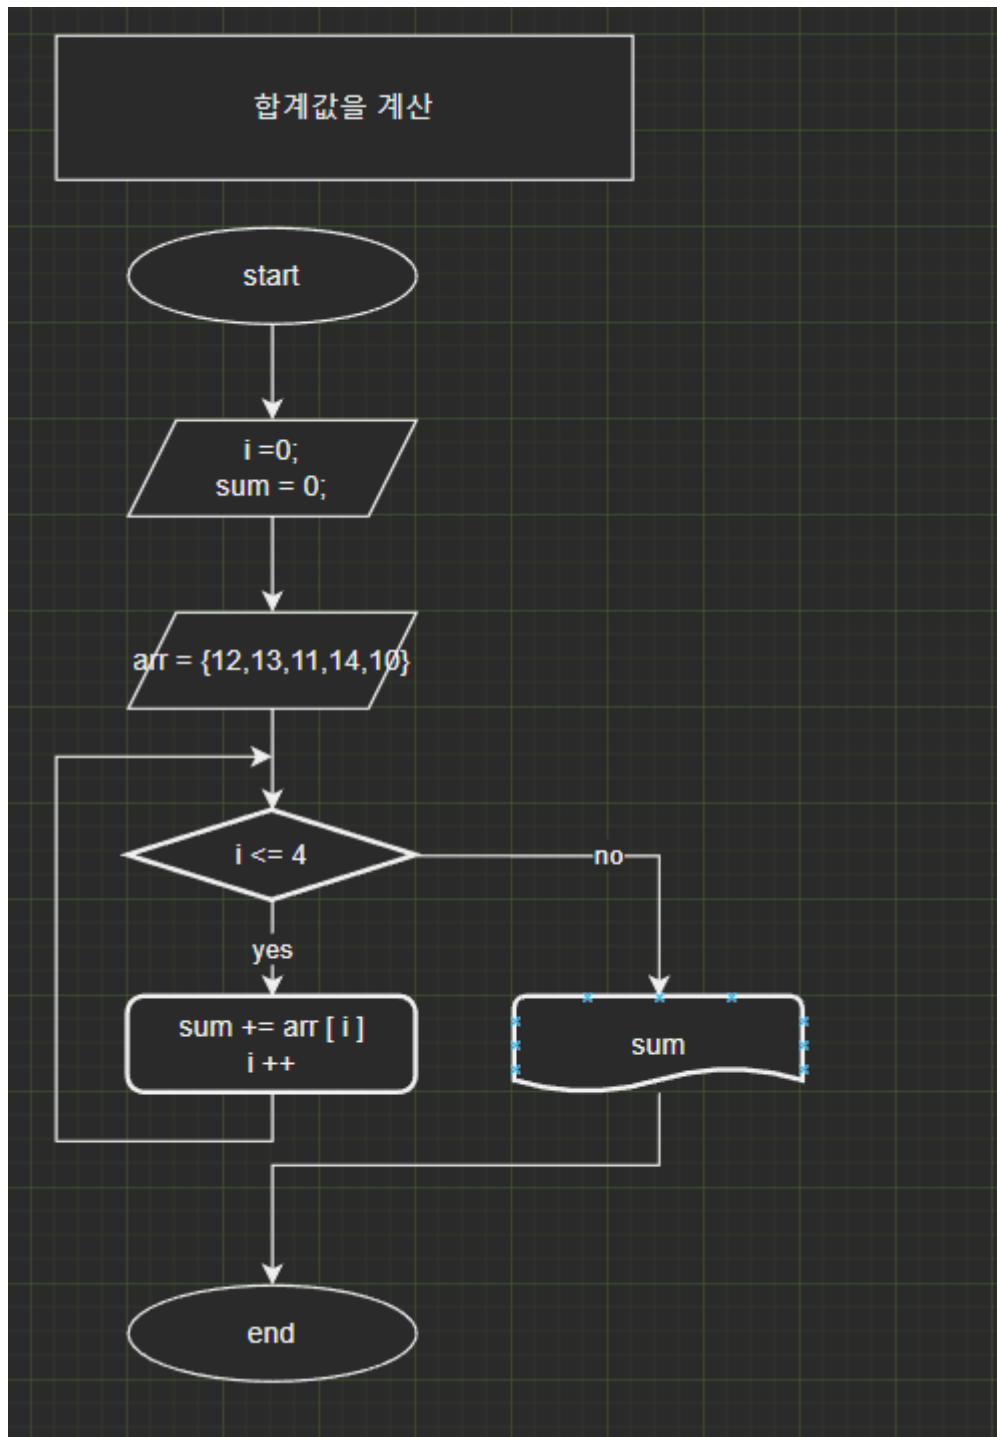 합계값을 계산
start
i =0;
sum = 0;
arr = {12,13,11,14,10}
i <= 4
no
yes
sum += arr [ i ]
i ++
sum
end